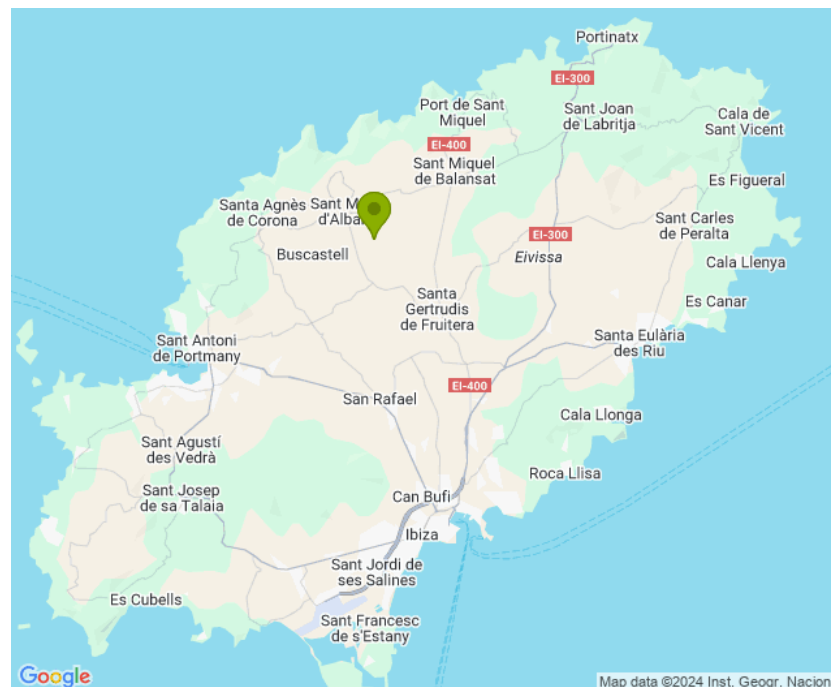 Portinatx
EI-300
Port de Sant
Miquel
Sant Joan
de Labritja
Cala de
Sant Vicent
EI-400
Sant Miquel
de Balansat
Es Figueral
Santa Agnès
de Corona
Sant M
d'Alba
Sant Carles
de Peralta
EI-300
Buscastell
Eivissa
Cala Llenya
Santa
Gertrudis
de Fruitera
Es Canar
Sant Antoni
de Portmany
Santa Eulària
des Riu
EI-400
San Rafael
Cala Llonga
Sant Agustí
des Vedrà
Roca Llisa
Sant Josep
de sa Talaia
Can Bufi
Ibiza
Sant Jordi de
ses Salines
Es Cubells
Sant Francesc
de s'Estany
Google
Map data ©2024 Inst. Geogr. Nacion